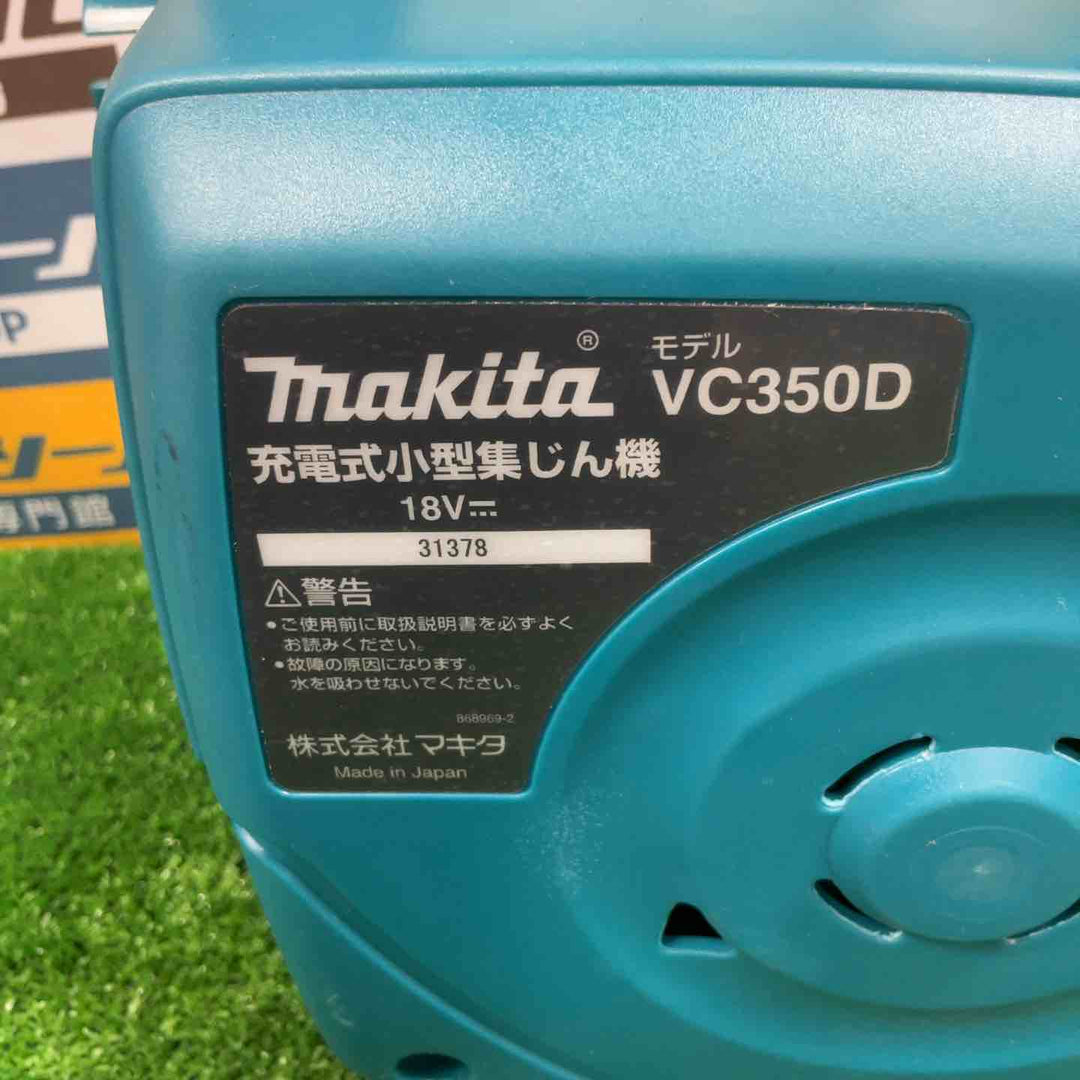 makita®
モデル
VC350D
充電式小型集じん機
18V⎓
31378
⚠警告
●ご使用前に取扱説明書を必ずよく
お読みください。
●故障の原因になります。
水を吸わせないでください。
868969-2
株式会社マキタ
Made in Japan
専門館